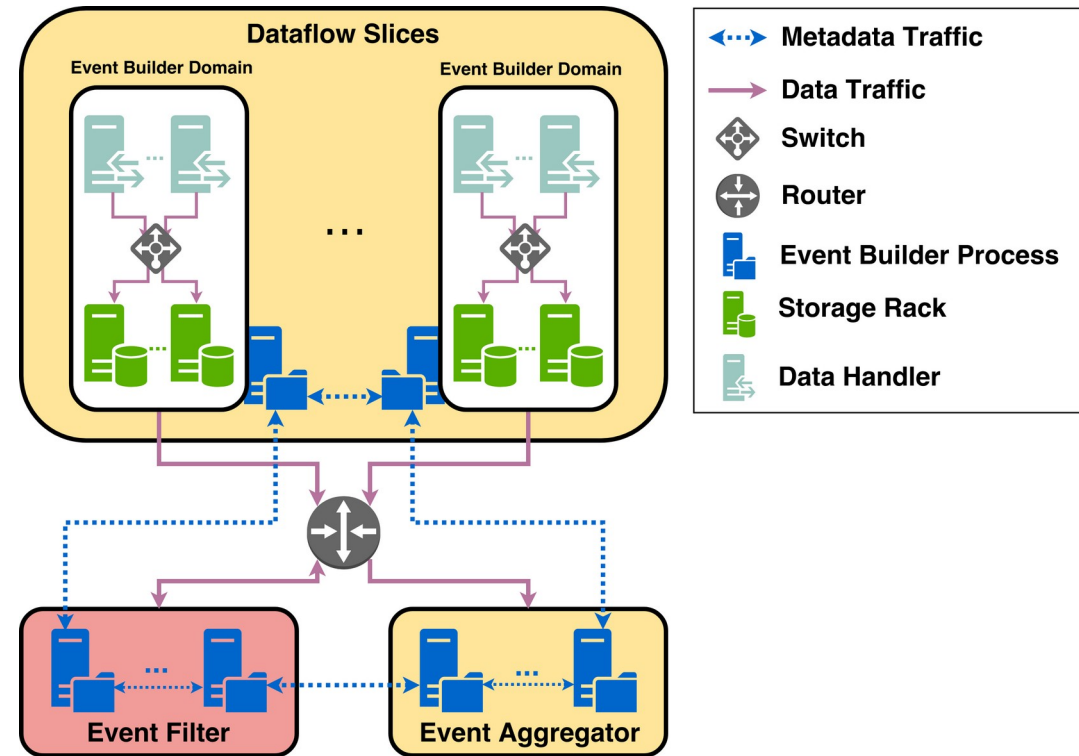 Dataflow Slices
Event Builder Domain
Event Builder Domain
...
...
...
...
...
Metadata Traffic
Data Traffic
Switch
Router
Event Builder Process
Storage Rack
Data Handler
...
...
Event Filter
Event Aggregator